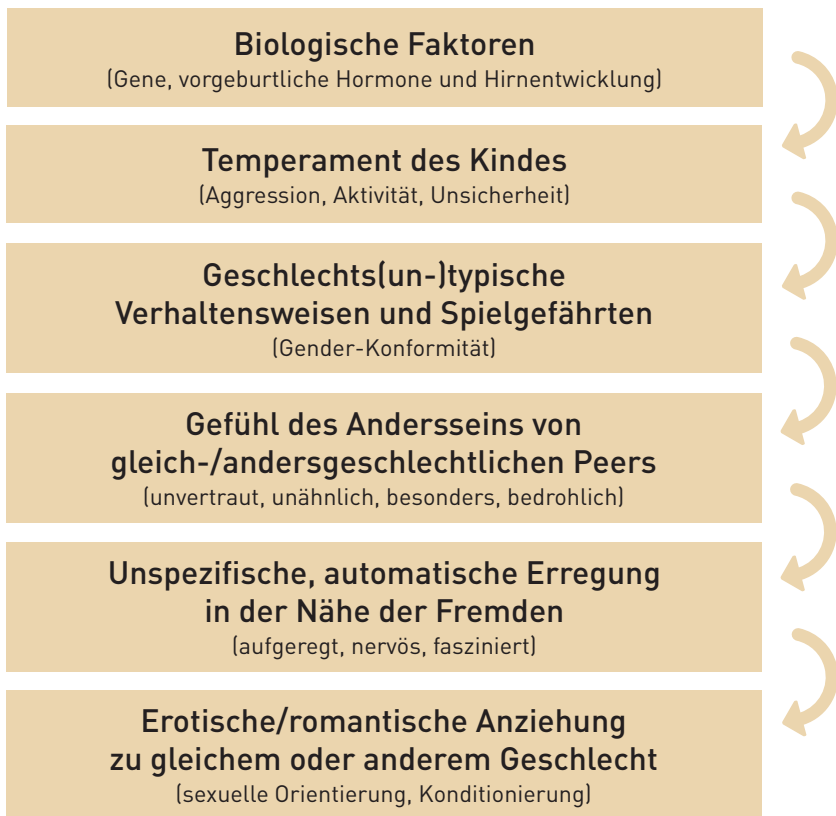 Biologische Faktoren
(Gene, vorgeburtliche Hormone und Hirnentwicklung)
Temperament des Kindes
(Aggression, Aktivität, Unsicherheit)
Geschlechts(un-)typische
Verhaltensweisen und Spielgefährten
(Gender-Konformität)
Gefühl des Andersseins von
gleich-/andersgeschlechtlichen Peers
(unvertraut, unähnlich, besonders, bedrohlich)
Unspezifische, automatische Erregung
in der Nähe der Fremden
(aufgeregt, nervös, fasziniert)
Erotische/romantische Anziehung
zu gleichem oder anderem Geschlecht
(sexuelle Orientierung, Konditionierung)